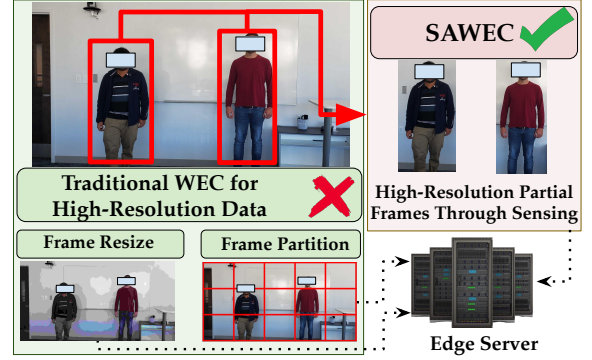 SAWEC
Traditional WEC for
High-Resolution Data
High-Resolution Partial
Frames Through Sensing
Frame Resize
Frame Partition
Edge Server